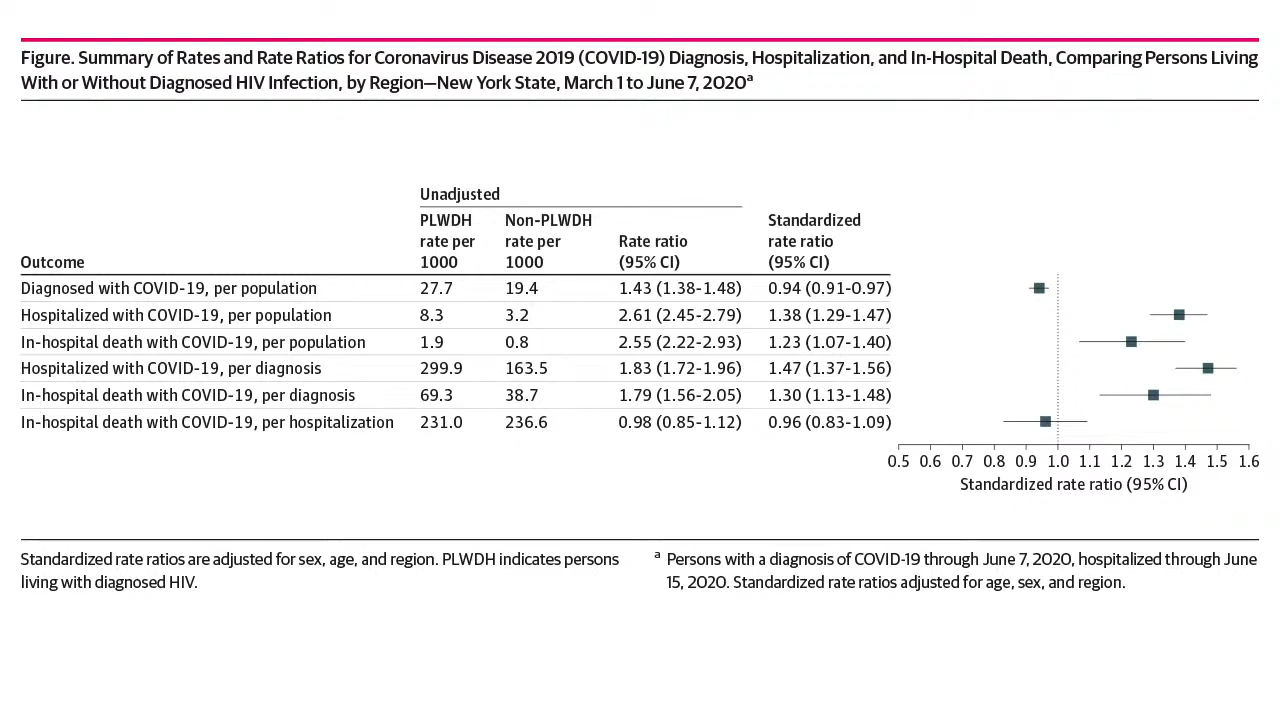 Figure. Summary of Rates and Rate Ratios for Coronavirus Disease 2019 (COVID-19) Diagnosis, Hospitalization, and In-Hospital Death, Comparing Persons Living
With or Without Diagnosed HIV Infection, by Region—New York State, March 1 to June 7, 2020a
Unadjusted
PLWDH Non-PLWDH Standardized
rate per rate per Rate ratio rate ratio
Outcome 1000 1000 (95% CI) (95% CI)
Diagnosed with COVID-19, per population 27.7 19.4 1.43 (1.38-1.48) 0.94 (0.91-0.97)
Hospitalized with COVID-19, per population 8.3 3.2 2.61 (2.45-2.79) 1.38 (1.29-1.47)
In-hospital death with COVID-19, per population 1.9 0.8 2.55 (2.22-2.93) 1.23 (1.07-1.40)
Hospitalized with COVID-19, per diagnosis 299.9 163.5 1.83 (1.72-1.96) 1.47 (1.37-1.56)
In-hospital death with COVID-19, per diagnosis 69.3 38.7 1.79 (1.56-2.05) 1.30 (1.13-1.48)
In-hospital death with COVID-19, per hospitalization 231.0 236.6 0.98 (0.85-1.12) 0.96 (0.83-1.09)
0.5 0.6 0.7 0.8 0.9 1.0 1.1 1.2 1.3 1.4 1.5 1.6
Standardized rate ratio (95% CI)
Standardized rate ratios are adjusted for sex, age, and region. PLWDH indicates persons
living with diagnosed HIV.
a Persons with a diagnosis of COVID-19 through June 7, 2020, hospitalized through June
15, 2020. Standardized rate ratios adjusted for age, sex, and region.